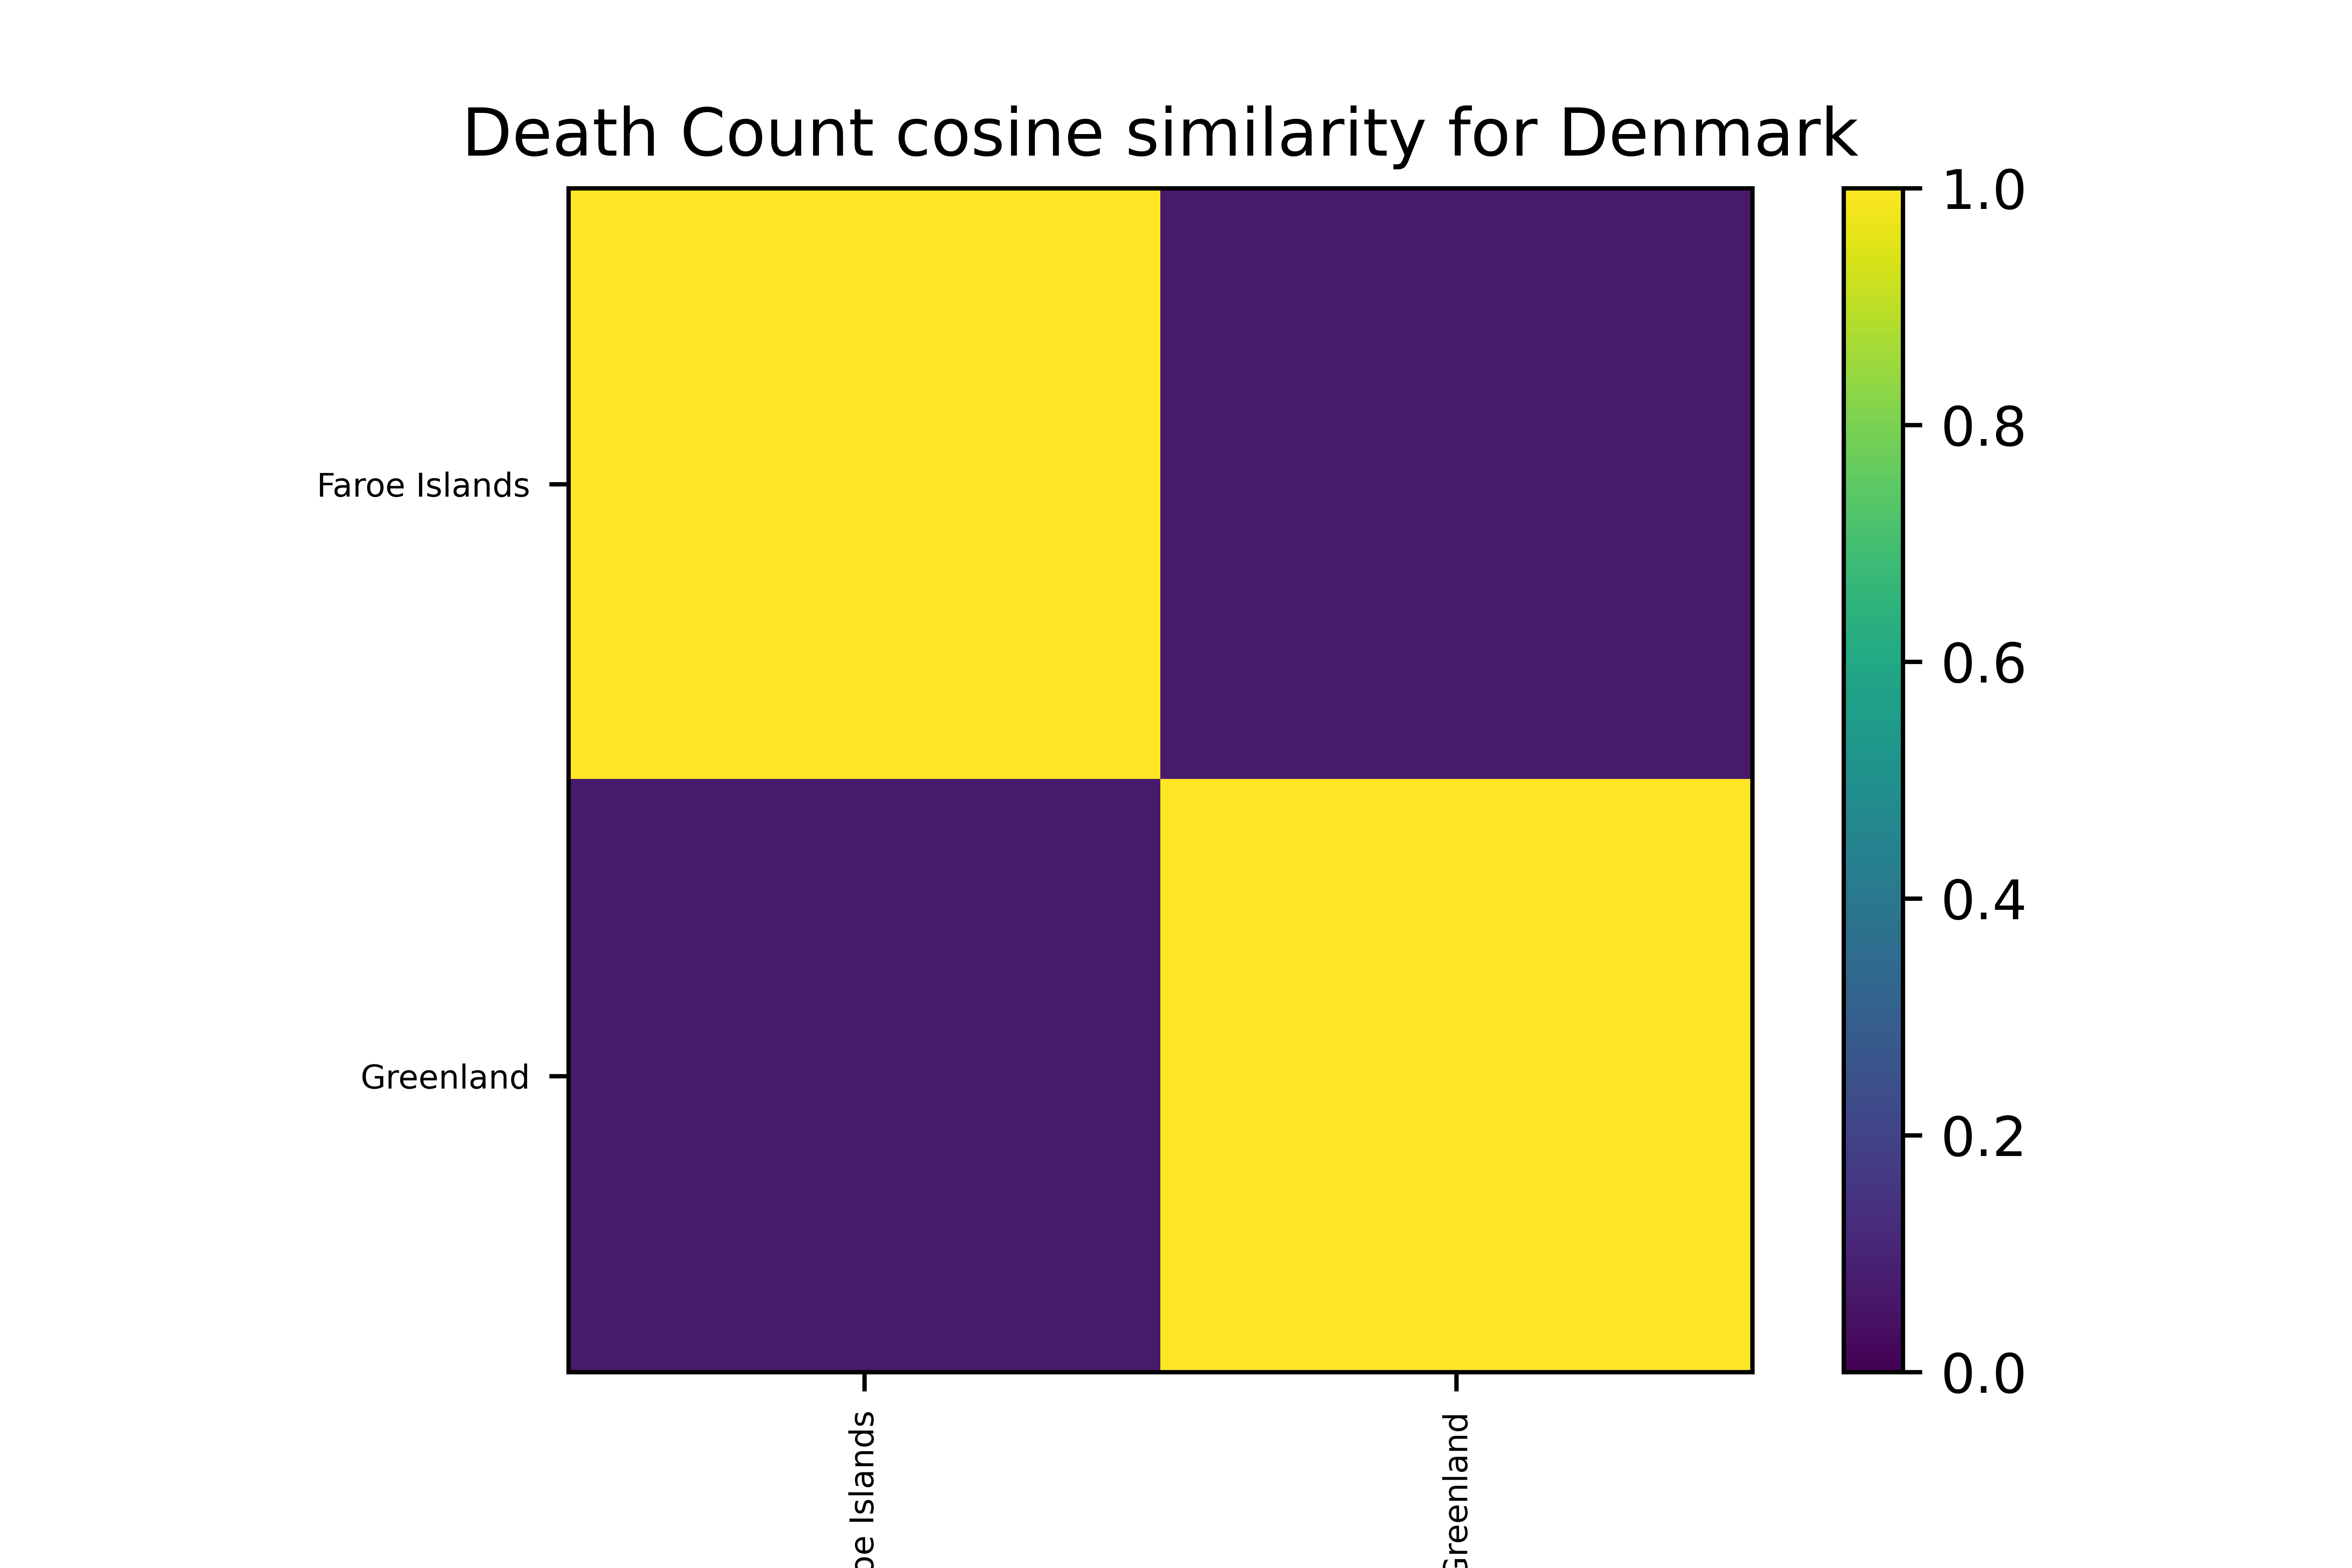 Death Count cosine similarity for Denmark
1.0
0.8
0.6
0.4
0.2
0.0
Faroe Islands
Greenland
Islands
Greenland